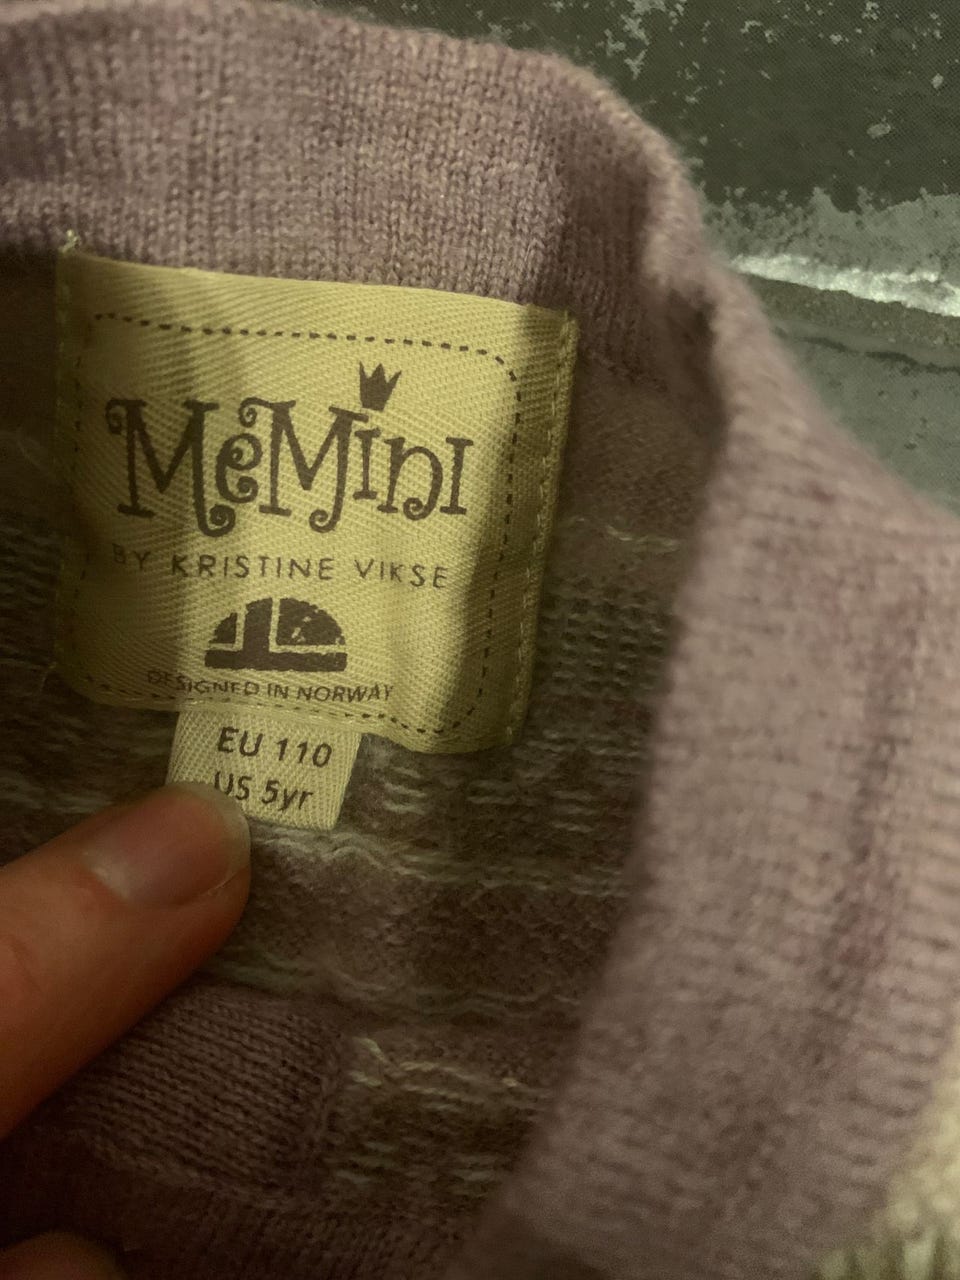 MeMini
BY KRISTINE VIKSE
DESIGNED IN NORWAY
EU 110
US 5yr